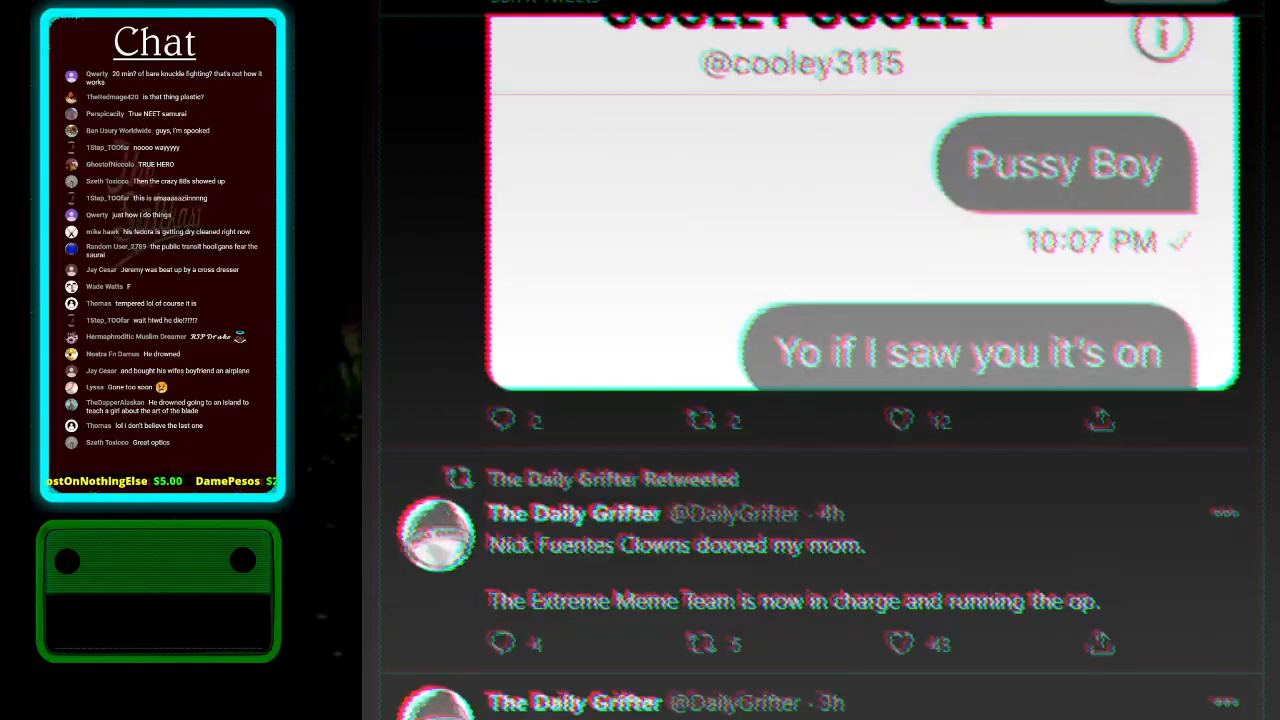 Chat
Qwerty 20 min? of bare knuckle fighting? that's not how it
works
TheRedmage420 is that thing plastic?
Perspicacity True NEET samurai
Ban Usury Worldwide guys, I'm spooked
1Step_TOOfar noooo wayyyyy
GhostofNiccolo TRUE HERO
Szeth Toxicco Then the crazy 88s showed up
1Step_TOOfar this is amaaaaaziinnnng
Qwerty just how I do things
mike hawk his fedora is getting dry cleaned right now
Random User_2789 the public transit hooligans fear the
saurai
Jay Cesar Jeremy was beat up by a cross dresser
Wade Watts F
Thomas tempered lol of course it is
1Step_TOOfar wait h!wd he die!?!?!?
Hermaphroditic Muslim Dreamer 𝓡𝓘𝓟 𝓓𝓻𝓪𝓴𝓮
Nostra Fn Damus He drowned
Jay Cesar and bought his wifes boyfriend an airplane
Lyssa Gone too soon 😢
TheDapperAlaskan He drowned going to an island to
teach a girl about the art of the blade
Thomas lol I don't believe the last one
Szeth Toxicco Great optics
ostOnNothingElse: $5.00 DamePesos: $2
@cooley3115
Pussy Boy
10:07 PM ✓
Yo if I saw you it's on
2 2 12
The Daily Grifter Retweeted
The Daily Grifter @DailyGrifter · 4h
Nick Fuentes Clowns doxxed my mom.
The Extreme Meme Team is now in charge and running the op.
4 5 43
The Daily Grifter @DailyGrifter · 3h